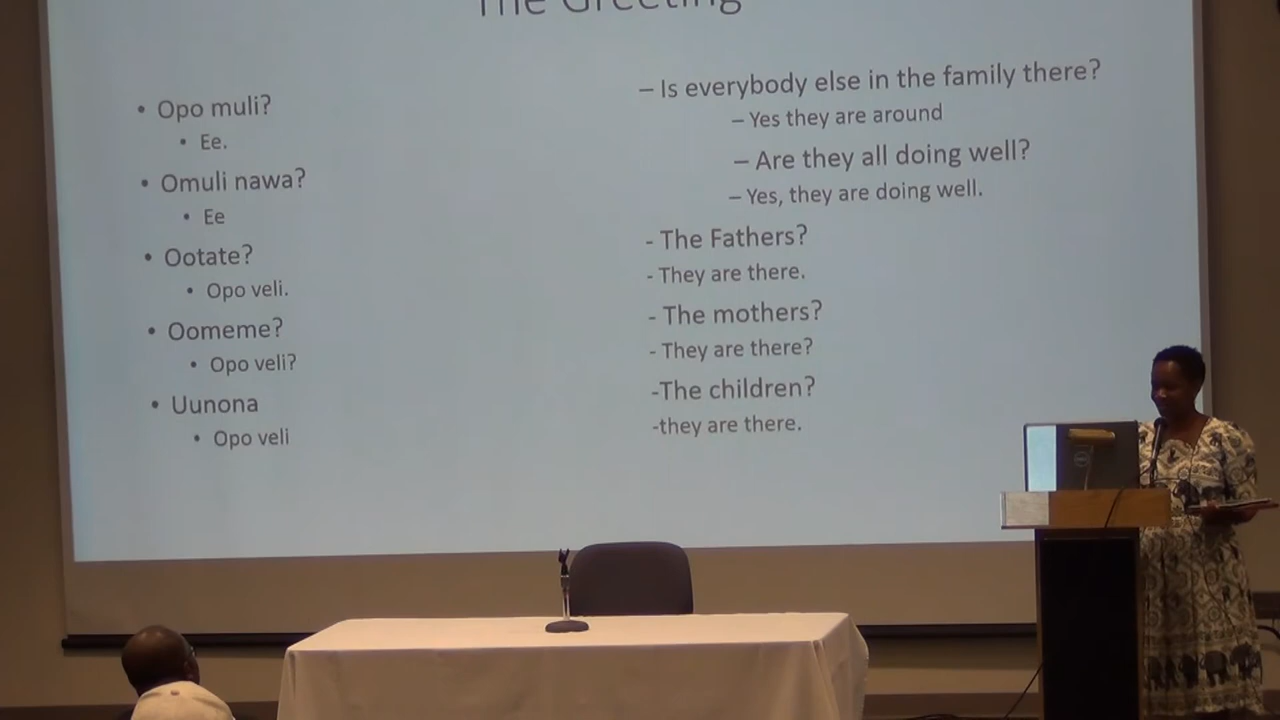 The Greeting
• Opo muli?
• Ee.
• Omuli nawa?
• Ee
• Ootate?
• Opo veli.
• Oomeme?
• Opo veli?
• Uunona
• Opo veli
– Is everybody else in the family there?
– Yes they are around
– Are they all doing well?
– Yes, they are doing well.
- The Fathers?
- They are there.
- The mothers?
- They are there?
-The children?
-they are there.